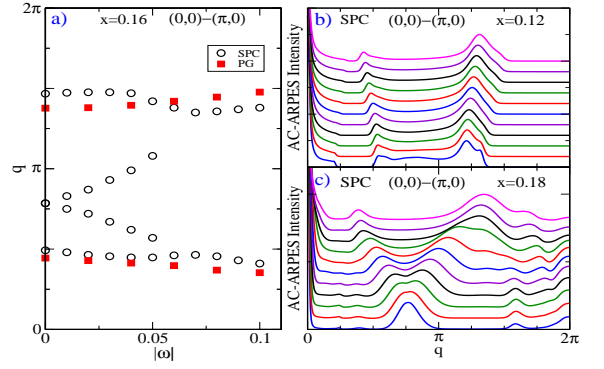 a) x=0.16 (0,0)−(π,0)
SPC
PG
2π
π
0
q
0 0.05 0.1
|ω|
b) SPC (0,0)−(π,0) x=0.12
AC-ARPES Intensity
c) SPC (0,0)−(π,0) x=0.18
AC-ARPES Intensity
0 π 2π
q